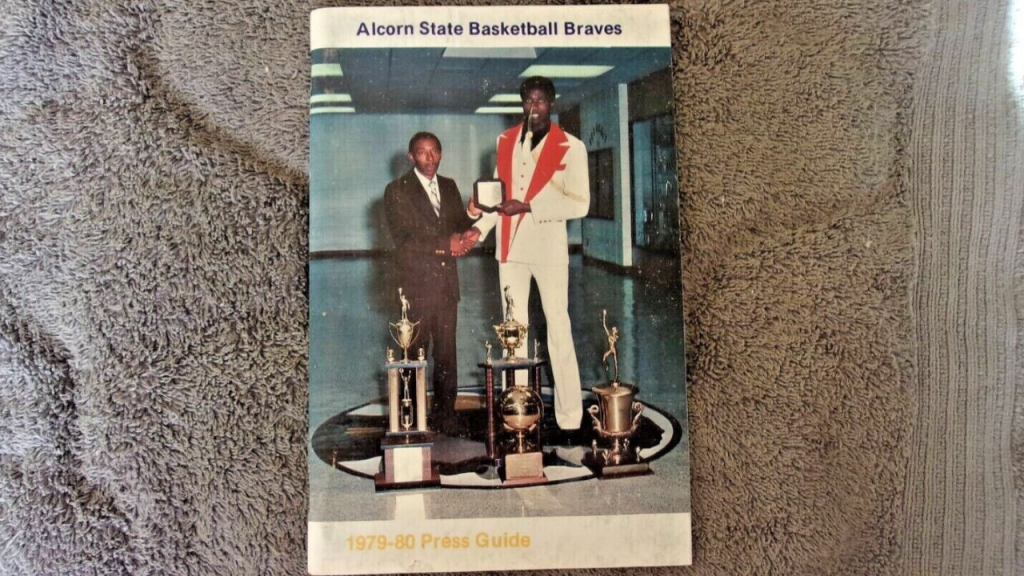 Alcorn State Basketball Braves
1979-80 Press Guide